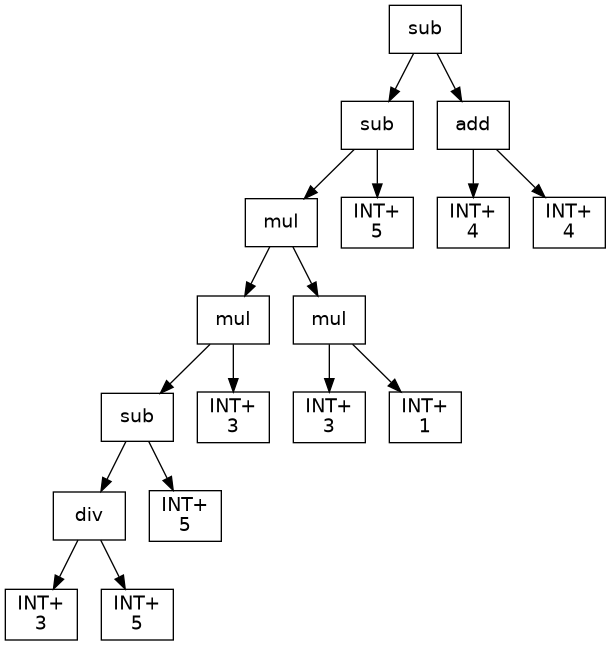 sub
sub
add
mul
INT+
5
INT+
4
INT+
4
mul
mul
sub
INT+
3
INT+
3
INT+
1
div
INT+
5
INT+
3
INT+
5